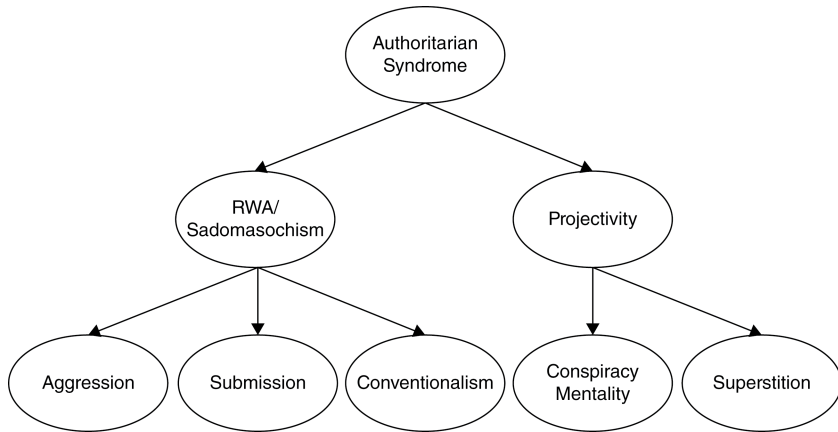 Authoritarian
Syndrome
RWA/
Sadomasochism
Projectivity
Aggression
Submission
Conventionalism
Conspiracy
Mentality
Superstition